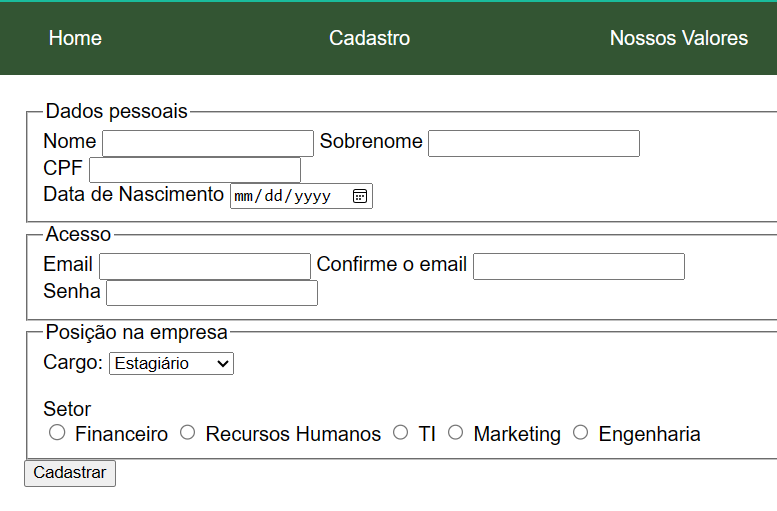 Home Cadastro Nossos Valores
Dados pessoais
Nome Sobrenome
CPF
Data de Nascimento mm/dd/yyyy
Acesso
Email Confirme o email
Senha
Posição na empresa
Cargo: Estagiário
Setor
Financeiro Recursos Humanos TI Marketing Engenharia
Cadastrar